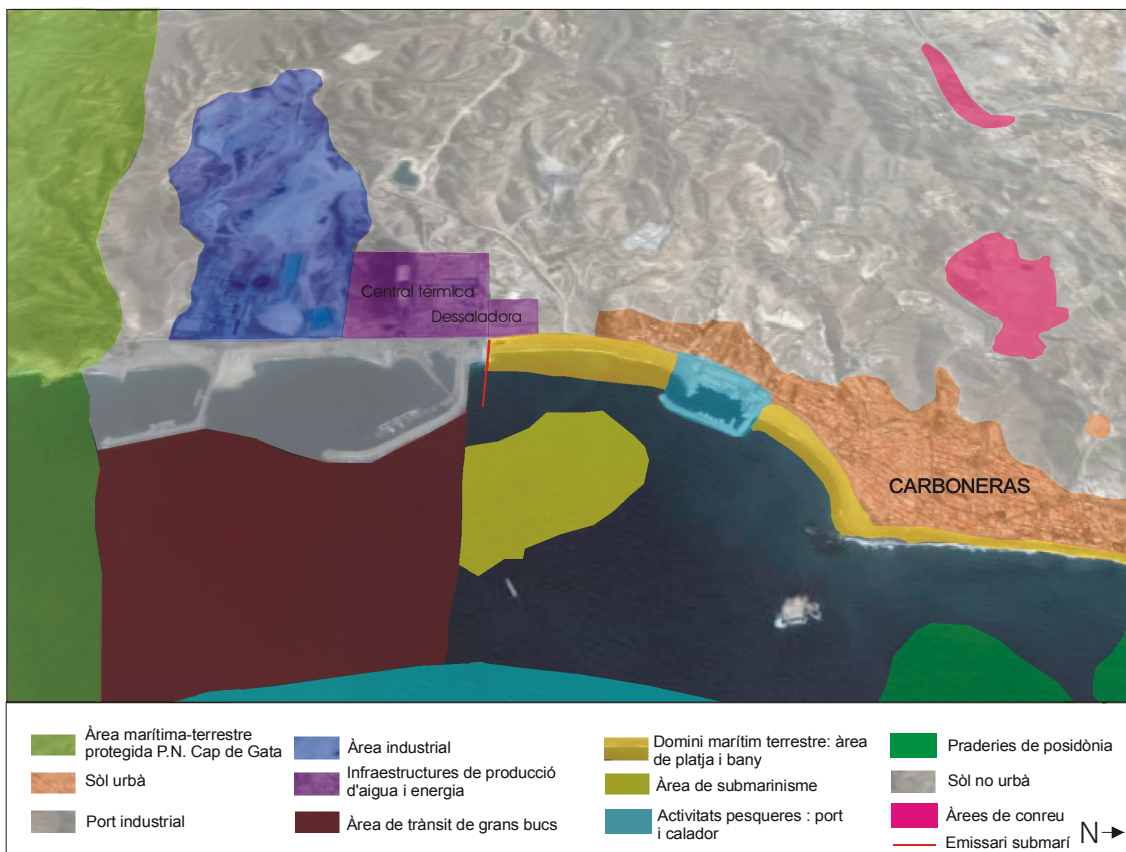 Central tèrmica
Dessaladora
CARBONERAS
Àrea marítima-terrestre
protegida P.N. Cap de Gata
Sòl urbà
Port industrial
Àrea industrial
Infraestructures de producció
d'aigua i energia
Àrea de trànsit de grans bucs
Domini marítim terrestre: àrea
de platja i bany
Àrea de submarinisme
Activitats pesqueres : port
i calador
Praderies de posidònia
Sòl no urbà
Àrees de conreu
Emissari submarí
N